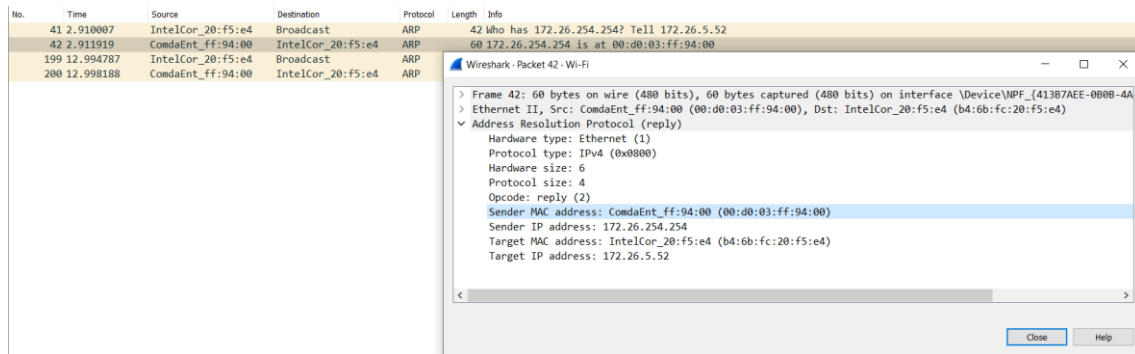 No. Time Source Destination Protocol Length Info
41 2.910007 IntelCor_20:f5:e4 Broadcast ARP 42 Who has 172.26.254.254? Tell 172.26.5.52
42 2.911919 ComdaEnt_ff:94:00 IntelCor_20:f5:e4 ARP 60 172.26.254.254 is at 00:d0:03:ff:94:00
199 12.994787 IntelCor_20:f5:e4 Broadcast ARP
200 12.998188 ComdaEnt_ff:94:00 IntelCor_20:f5:e4 ARP
Wireshark · Packet 42 · Wi-Fi
> Frame 42: 60 bytes on wire (480 bits), 60 bytes captured (480 bits) on interface \Device\NPF_{413B7AEE-0B0B-4A
> Ethernet II, Src: ComdaEnt_ff:94:00 (00:d0:03:ff:94:00), Dst: IntelCor_20:f5:e4 (b4:6b:fc:20:f5:e4)
Address Resolution Protocol (reply)
Hardware type: Ethernet (1)
Protocol type: IPv4 (0x0800)
Hardware size: 6
Protocol size: 4
Opcode: reply (2)
Sender MAC address: ComdaEnt_ff:94:00 (00:d0:03:ff:94:00)
Sender IP address: 172.26.254.254
Target MAC address: IntelCor_20:f5:e4 (b4:6b:fc:20:f5:e4)
Target IP address: 172.26.5.52
Close Help